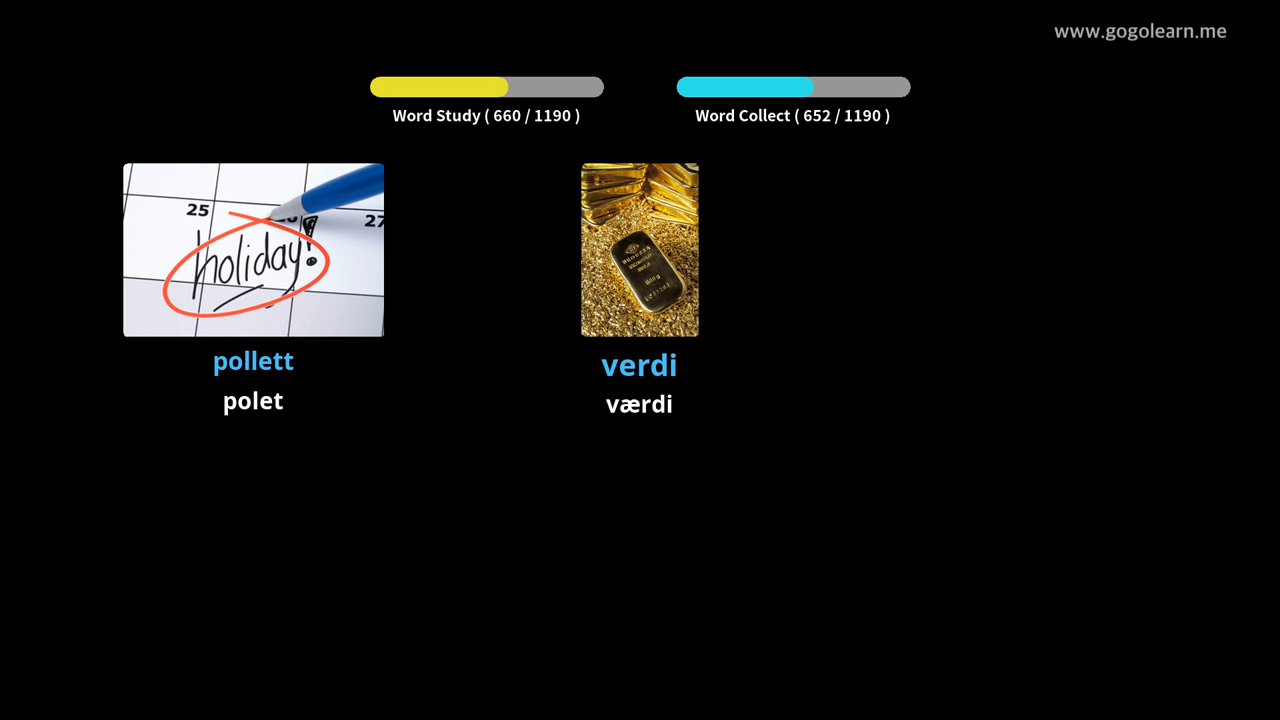 www.gogolearn.me
Word Study ( 660 / 1190 )
Word Collect ( 652 / 1190 )
25
27
holiday!
pollett
verdi
polet
værdi